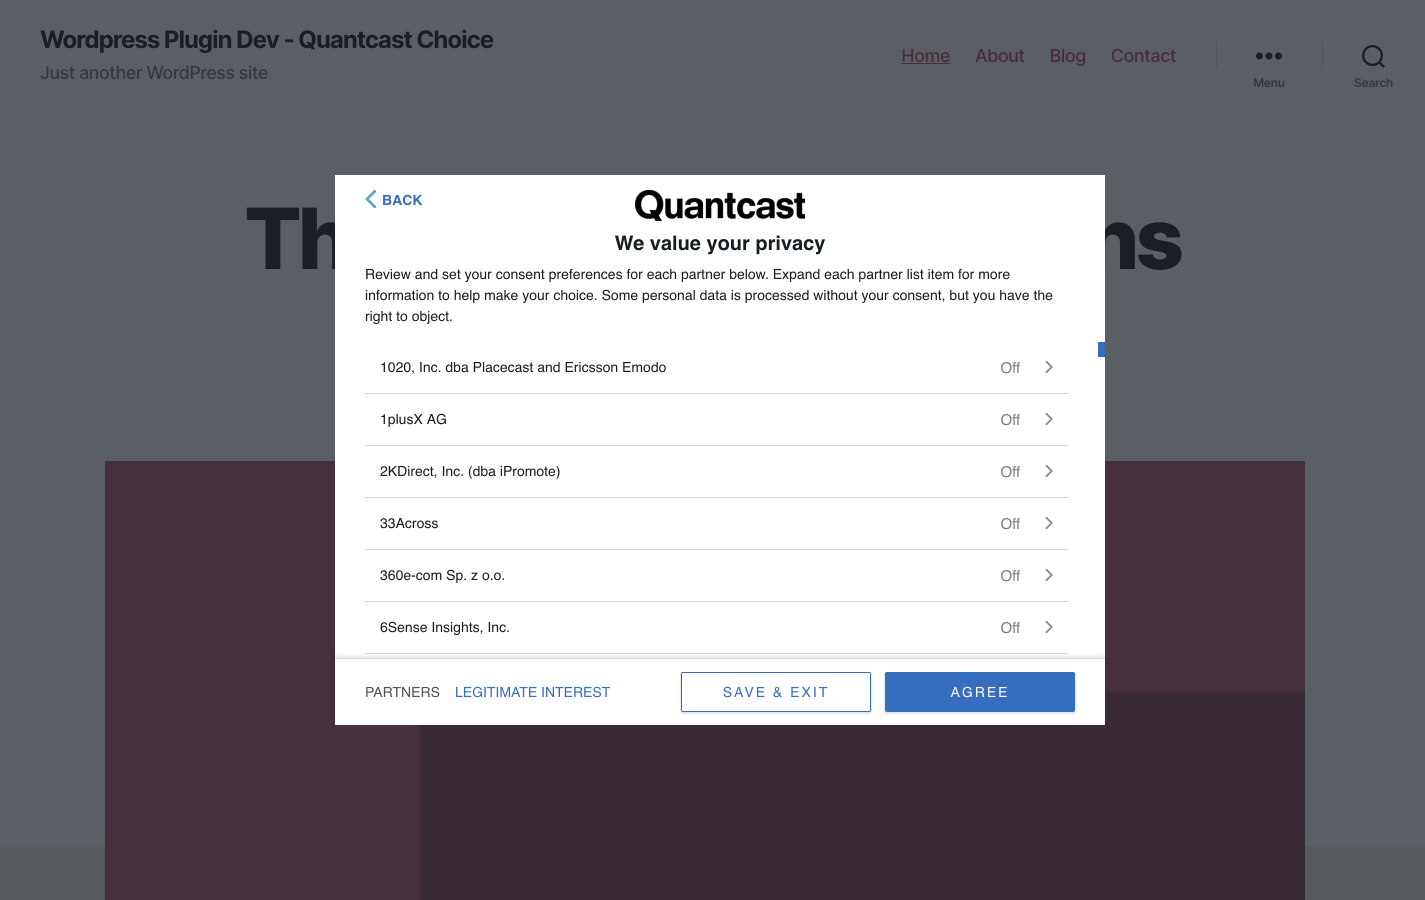 Wordpress Plugin Dev - Quantcast Choice
Just another WordPress site
Home About Blog Contact
Menu
Search
BACK
Quantcast
We value your privacy
Review and set your consent preferences for each partner below. Expand each partner list item for more
information to help make your choice. Some personal data is processed without your consent, but you have the
right to object.
1020, Inc. dba Placecast and Ericsson Emodo Off
1plusX AG Off
2KDirect, Inc. (dba iPromote) Off
33Across Off
360e-com Sp. z o.o. Off
6Sense Insights, Inc. Off
PARTNERS LEGITIMATE INTEREST SAVE & EXIT AGREE